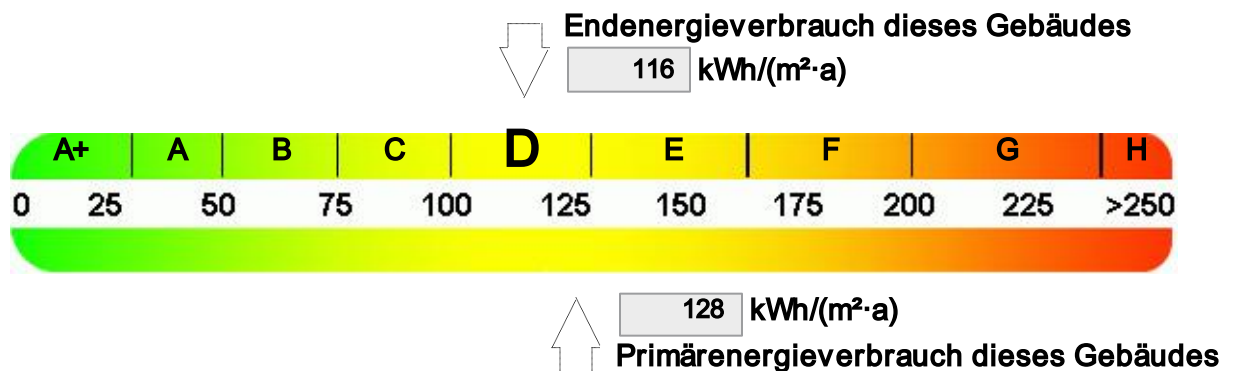 Endenergieverbrauch dieses Gebäudes
116 kWh/(m²·a)
A+ A B C D E F G H
0 25 50 75 100 125 150 175 200 225 >250
128 kWh/(m²·a)
Primärenergieverbrauch dieses Gebäudes